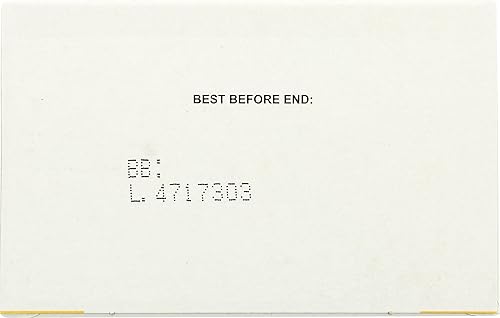 BEST BEFORE END:
BB:
L. 4717303